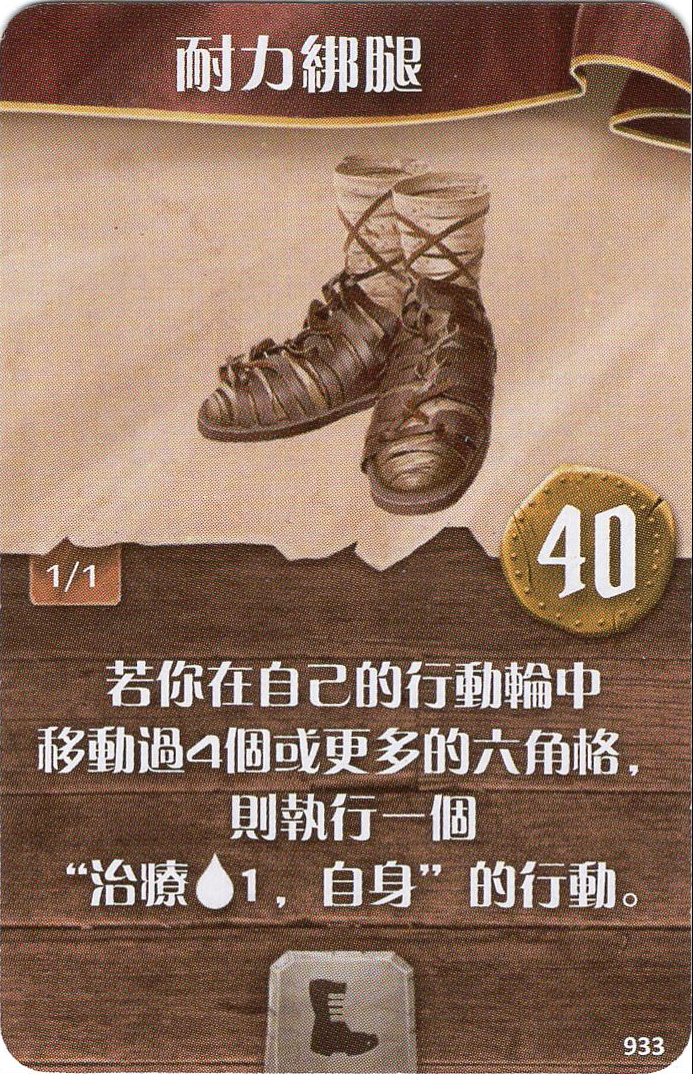 耐力綁腿
1/1
40
若你在自己的行動輪中
移動過4個或更多的六角格，
則執行一個
“治療1，自身”的行動。
933